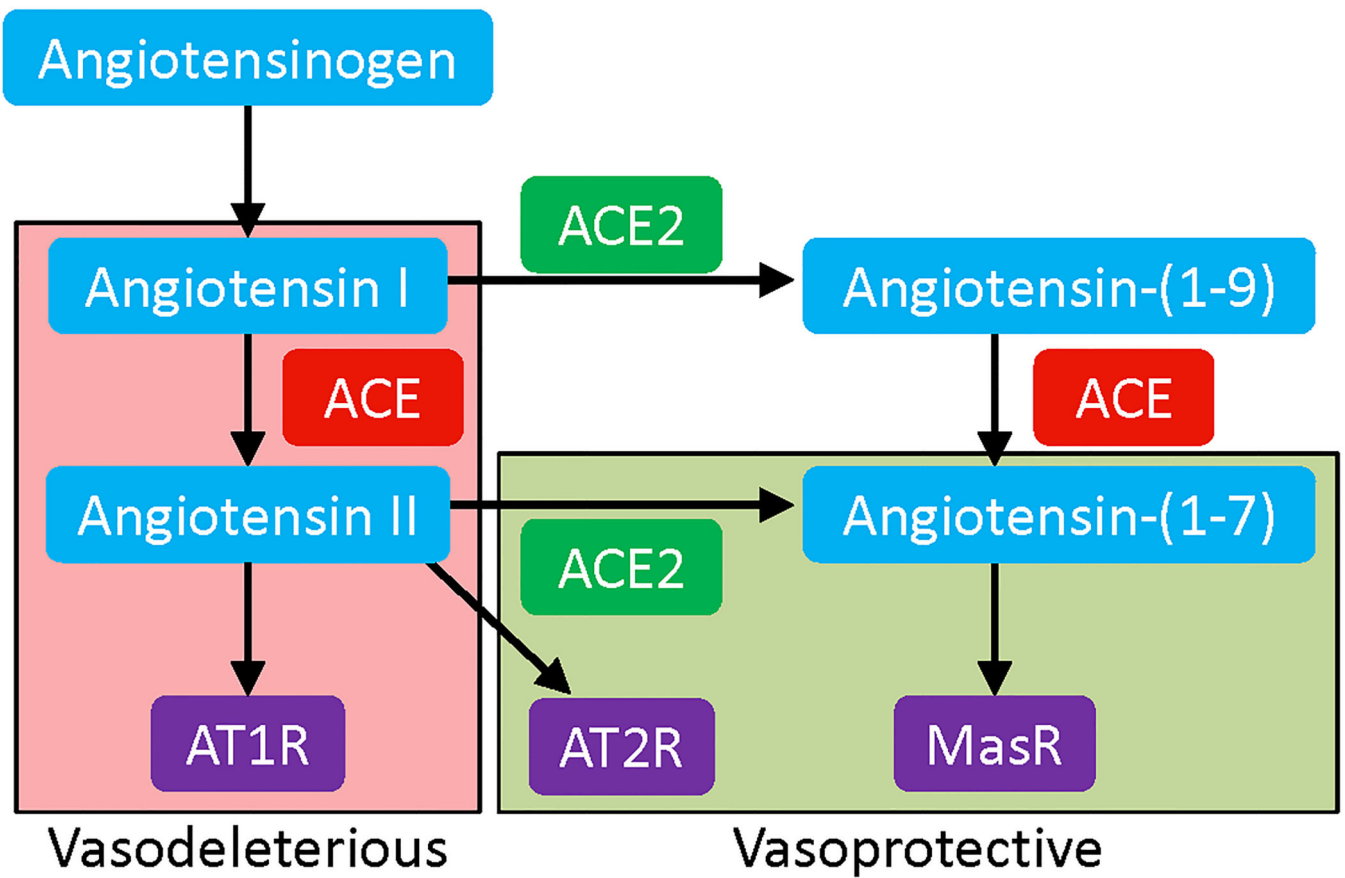 Angiotensinogen
ACE2
Angiotensin I
Angiotensin-(1-9)
ACE
ACE
Angiotensin II
Angiotensin-(1-7)
ACE2
AT1R
AT2R
MasR
Vasodeleterious
Vasoprotective